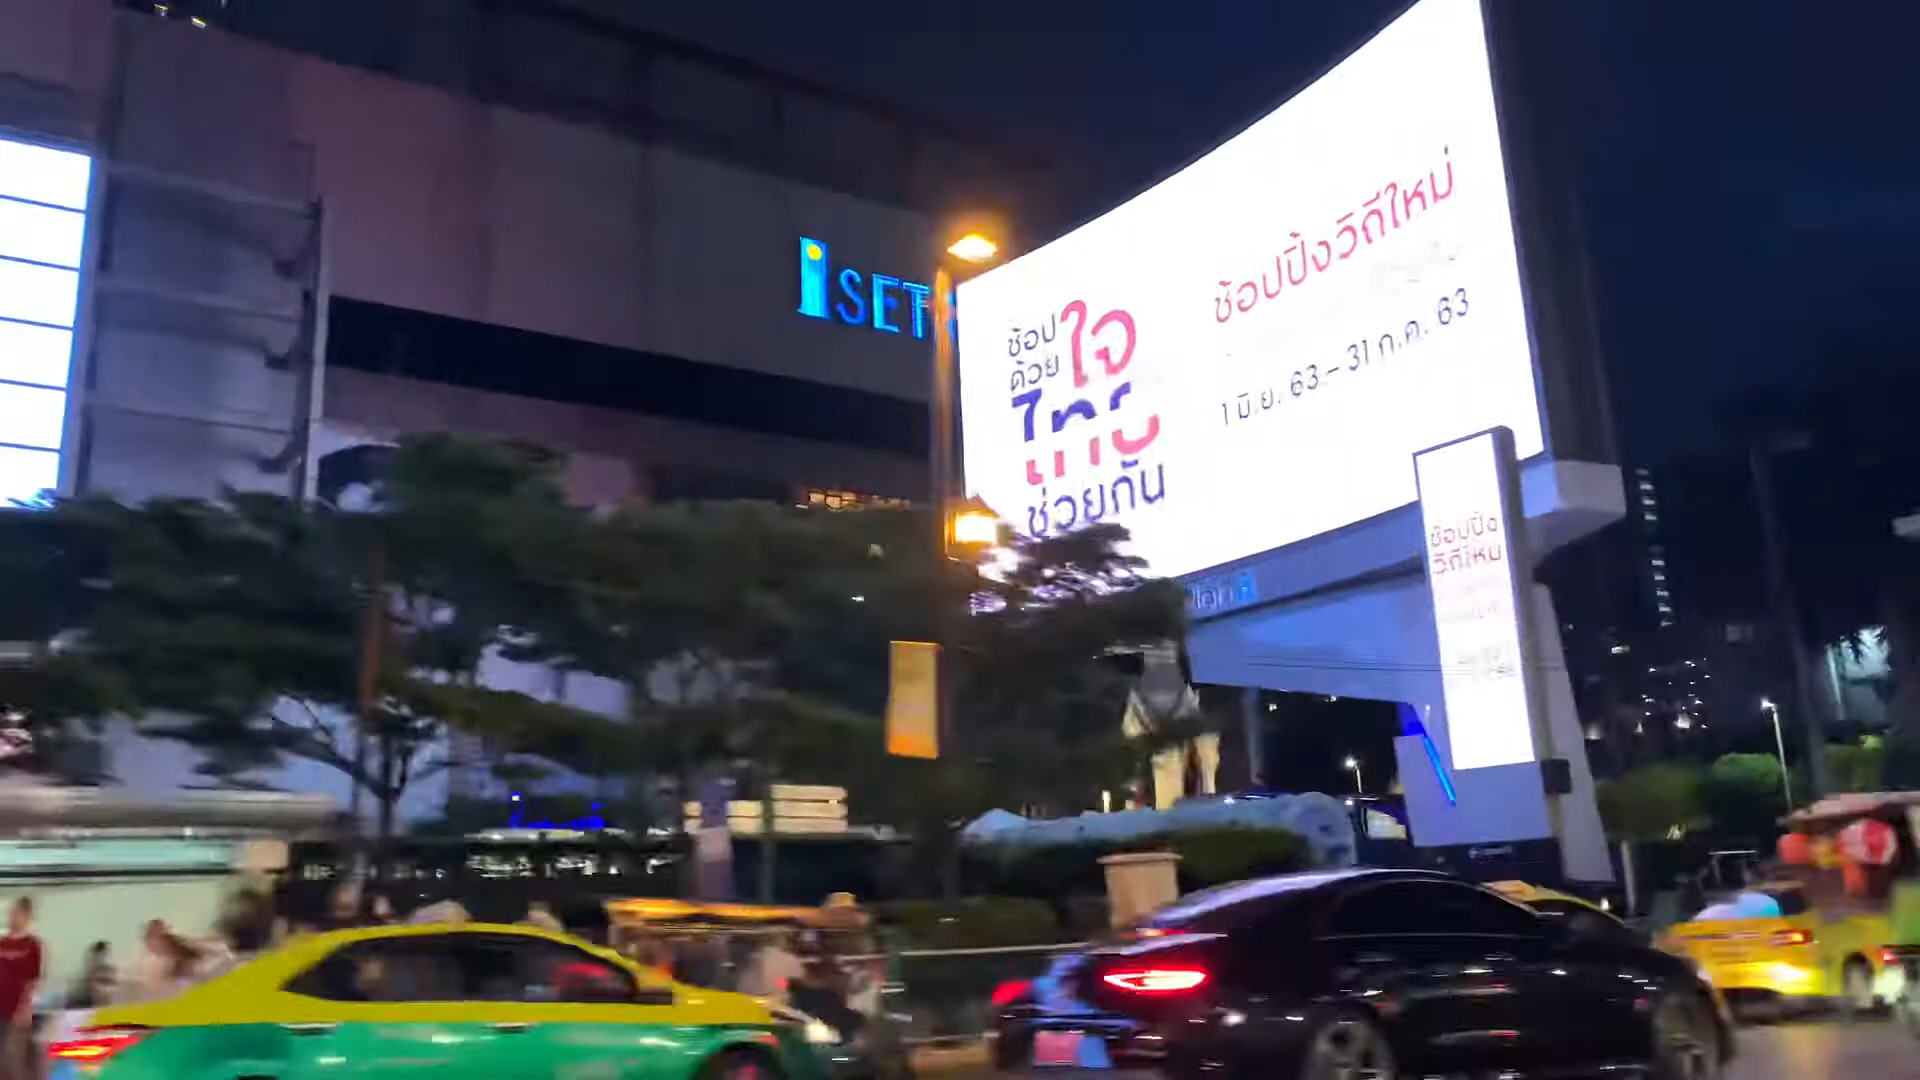 iSET
ช้อป
ด้วย
ใจ
ไทย
ช่วยกัน
ช้อปปิ้งวิถีใหม่
1 มิ.ย. 63 – 31 ก.ค. 63
ช้อปปิ้ง
วิถีใหม่